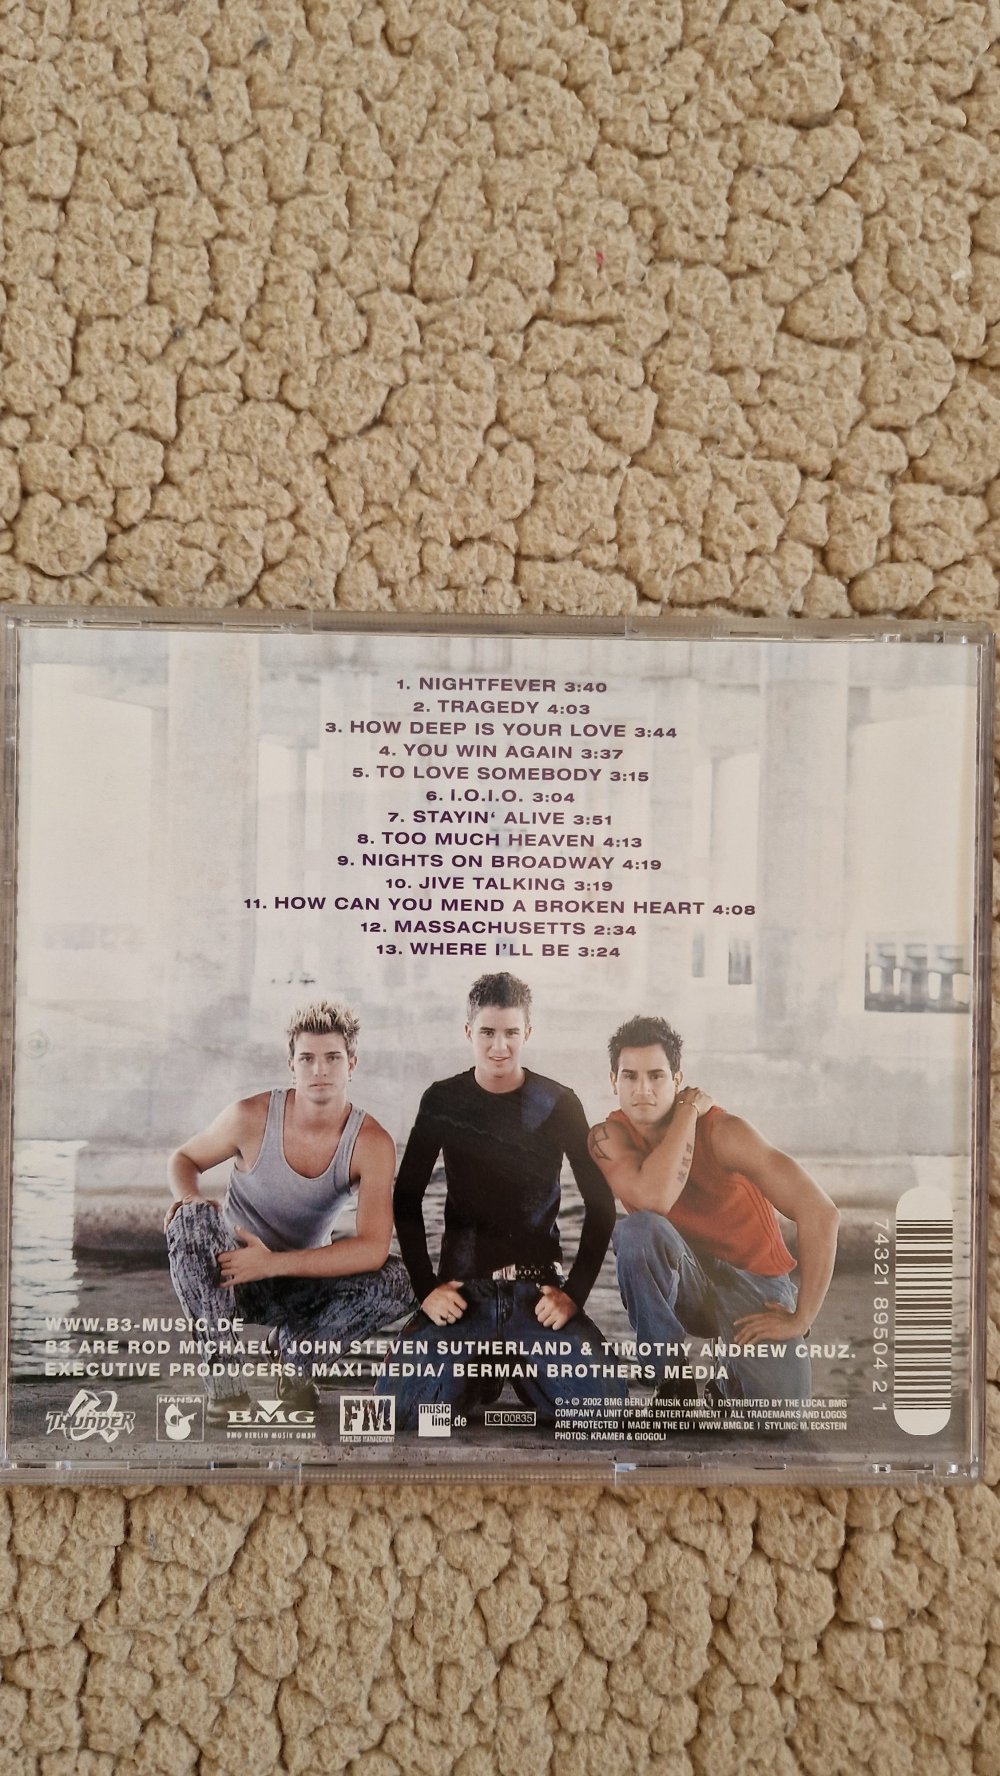 1. NIGHTFEVER 3:40
2. TRAGEDY 4:03
3. HOW DEEP IS YOUR LOVE 3:44
4. YOU WIN AGAIN 3:37
5. TO LOVE SOMEBODY 3:15
6. I.O.I.O. 3:04
7. STAYIN‘ ALIVE 3:51
8. TOO MUCH HEAVEN 4:13
9. NIGHTS ON BROADWAY 4:19
10. JIVE TALKING 3:19
11. HOW CAN YOU MEND A BROKEN HEART 4:08
12. MASSACHUSETTS 2:34
13. WHERE I'LL BE 3:24
WWW.B3-MUSIC.DE
B3 ARE ROD MICHAEL, JOHN STEVEN SUTHERLAND & TIMOTHY ANDREW CRUZ.
EXECUTIVE PRODUCERS: MAXI MEDIA/ BERMAN BROTHERS MEDIA
THUNDER
HANSA
BMG
BMG BERLIN MUSIK GMBH
FM
FEARLESS MANAGEMENT
music
line.de
LC 00835
℗ + © 2002 BMG BERLIN MUSIK GMBH | DISTRIBUTED BY THE LOCAL BMG
COMPANY A UNIT OF BMG ENTERTAINMENT | ALL TRADEMARKS AND LOGOS
ARE PROTECTED | MADE IN THE EU | WWW.BMG.DE | STYLING: M. ECKSTEIN
PHOTOS: KRAMER & GIOGOLI
74321 89504 2 1